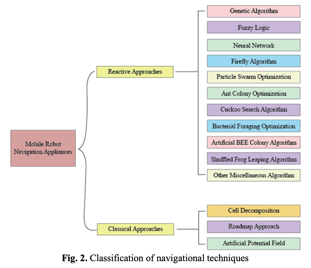 Genetic Algorithm
Fuzzy Logic
Neural Network
Firefly Algorithm
Particle Swarm Optimization
Ant Colony Optimization
Cuckoo Search Algorithm
Bacterial Foraging Optimization
Artificial BEE Colony Algorithm
Shuffled Frog Leaping Algorithm
Other Miscellaneous Algorithm
Reactive Approaches
Mobile Robot
Navigation Appliances
Classical Approaches
Cell Decomposition
Roadmap Approach
Artificial Potential Field
Fig. 2. Classification of navigational techniques